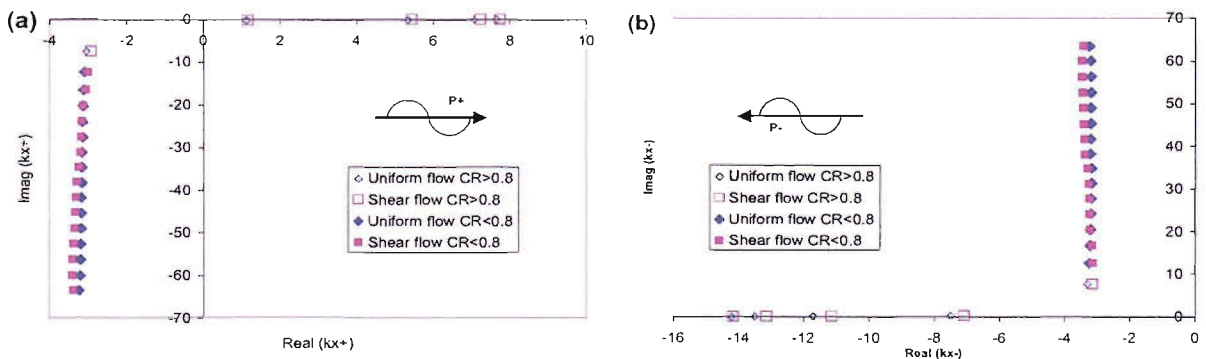 (a)
-4 -2 0 2 4 6 8 10
0
-10
-20
-30
-40
-50
-60
-70
Imag (kx+)
Real (kx+)
P+
Uniform flow CR>0.8
Shear flow CR>0.8
Uniform flow CR<0.8
Shear flow CR<0.8
(b)
70
60
50
40
30
20
10
0
-16 -14 -12 -10 -8 -6 -4 -2 0
Imag (kx-)
Real (kx-)
P-
Uniform flow CR>0.8
Shear flow CR>0.8
Uniform flow CR<0.8
Shear flow CR<0.8